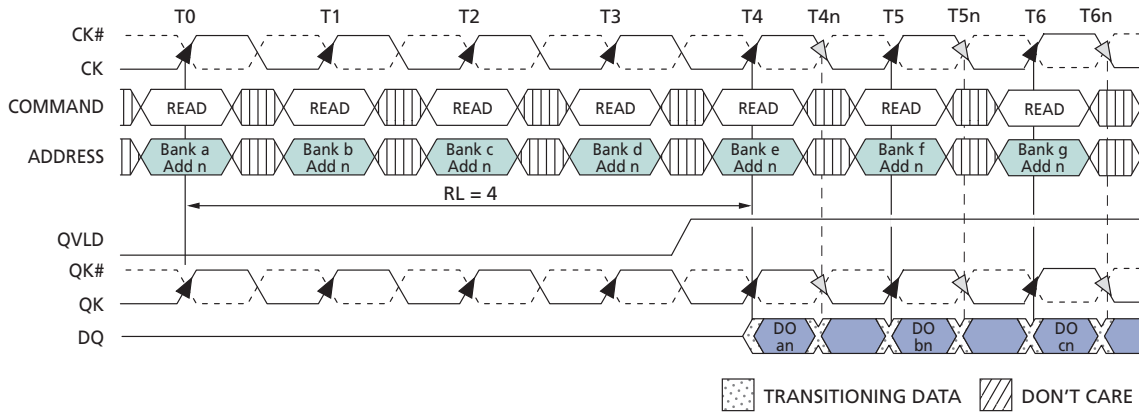 T0 T1 T2 T3 T4 T4n T5 T5n T6 T6n
CK#
CK
COMMAND READ READ READ READ READ READ READ
ADDRESS Bank a Add n Bank b Add n Bank c Add n Bank d Add n Bank e Add n Bank f Add n Bank g Add n
RL = 4
QVLD
QK#
QK
DQ DO an DO bn DO cn
TRANSITIONING DATA DON'T CARE